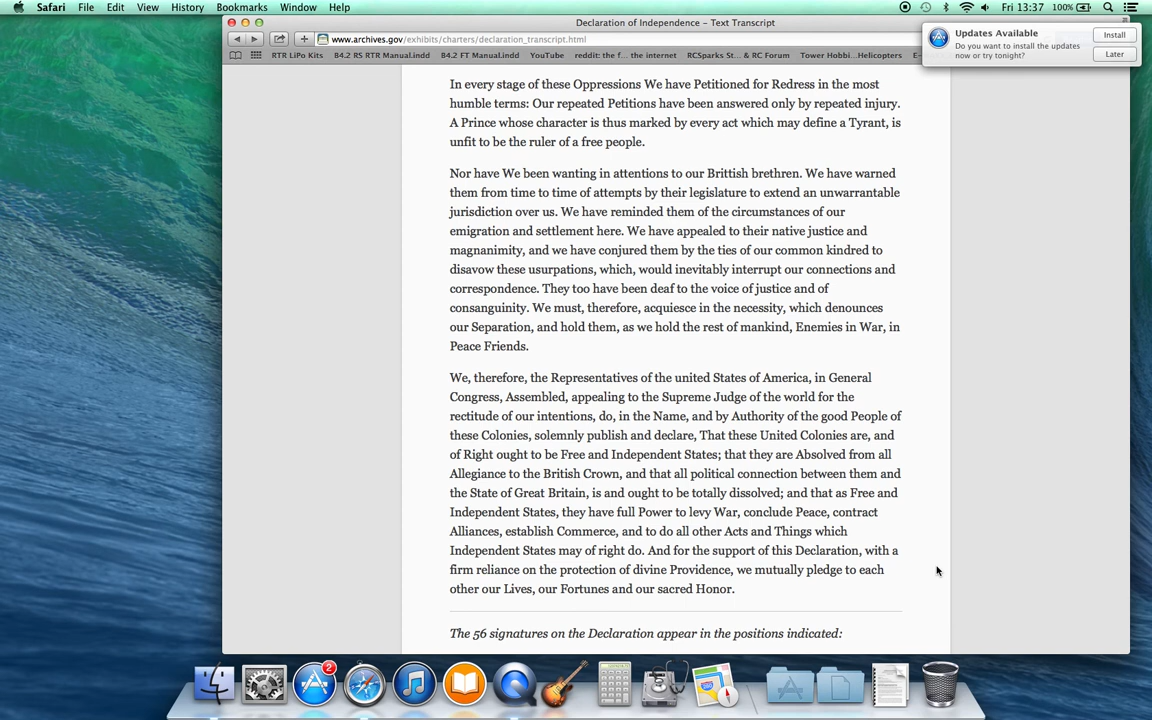 Safari File Edit View History Bookmarks Window Help Fri 13:37 100%
Declaration of Independence – Text Transcript
www.archives.gov/exhibits/charters/declaration_transcript.html
RTR LiPo Kits B4.2 RS RTR Manual.indd B4.2 FT Manual.indd YouTube reddit: the f... the internet RCSparks St... & RC Forum Tower Hobbi...Helicopters E-
Updates Available
Do you want to install the updates
now or try tonight?
Install
Later
In every stage of these Oppressions We have Petitioned for Redress in the most
humble terms: Our repeated Petitions have been answered only by repeated injury.
A Prince whose character is thus marked by every act which may define a Tyrant, is
unfit to be the ruler of a free people.
Nor have We been wanting in attentions to our Brittish brethren. We have warned
them from time to time of attempts by their legislature to extend an unwarrantable
jurisdiction over us. We have reminded them of the circumstances of our
emigration and settlement here. We have appealed to their native justice and
magnanimity, and we have conjured them by the ties of our common kindred to
disavow these usurpations, which, would inevitably interrupt our connections and
correspondence. They too have been deaf to the voice of justice and of
consanguinity. We must, therefore, acquiesce in the necessity, which denounces
our Separation, and hold them, as we hold the rest of mankind, Enemies in War, in
Peace Friends.
We, therefore, the Representatives of the united States of America, in General
Congress, Assembled, appealing to the Supreme Judge of the world for the
rectitude of our intentions, do, in the Name, and by Authority of the good People of
these Colonies, solemnly publish and declare, That these United Colonies are, and
of Right ought to be Free and Independent States; that they are Absolved from all
Allegiance to the British Crown, and that all political connection between them and
the State of Great Britain, is and ought to be totally dissolved; and that as Free and
Independent States, they have full Power to levy War, conclude Peace, contract
Alliances, establish Commerce, and to do all other Acts and Things which
Independent States may of right do. And for the support of this Declaration, with a
firm reliance on the protection of divine Providence, we mutually pledge to each
other our Lives, our Fortunes and our sacred Honor.
The 56 signatures on the Declaration appear in the positions indicated:
2